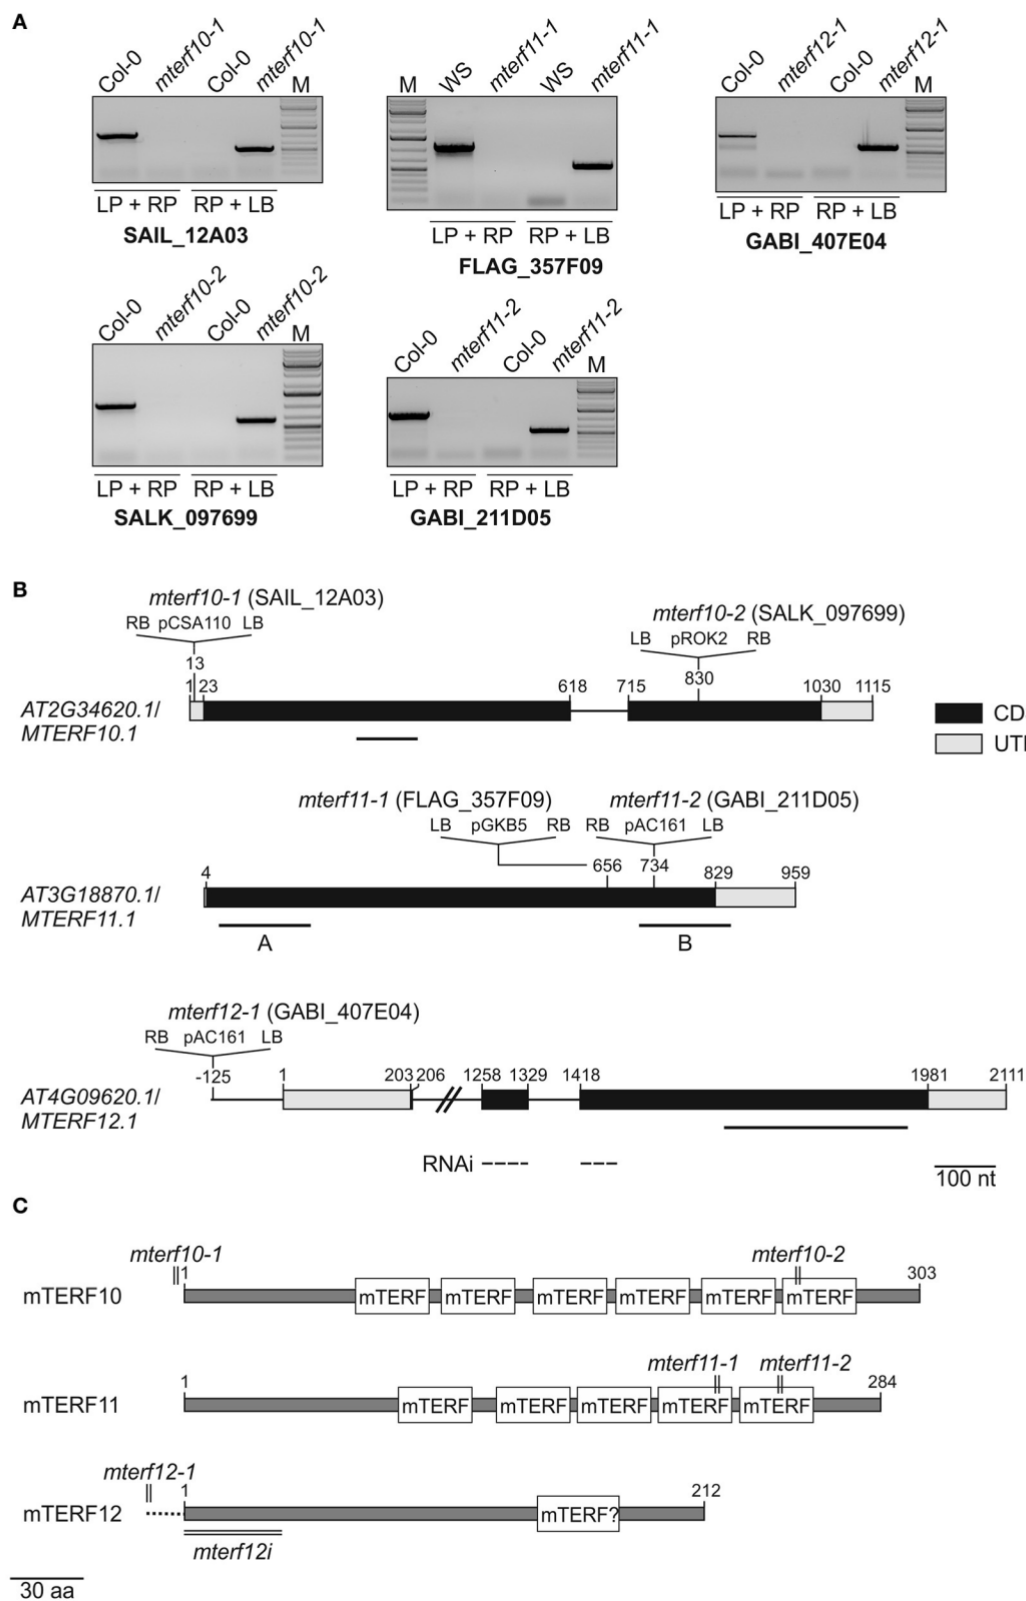 A
Col-0 mterf10-1 Col-0 mterf10-1 M
LP + RP RP + LB
SAIL_12A03
M WS mterf11-1 WS mterf11-1
LP + RP RP + LB
FLAG_357F09
Col-0 mterf12-1 Col-0 mterf12-1 M
LP + RP RP + LB
GABI_407E04
Col-0 mterf10-2 Col-0 mterf10-2 M
LP + RP RP + LB
SALK_097699
Col-0 mterf11-2 Col-0 mterf11-2 M
LP + RP RP + LB
GABI_211D05
B
mterf10-1 (SAIL_12A03)
RB pCSA110 LB
mterf10-2 (SALK_097699)
LB pROK2 RB
13 830
1 23 618 715 1030 1115
AT2G34620.1/
MTERF10.1
CD
UT
mterf11-1 (FLAG_357F09) mterf11-2 (GABI_211D05)
LB pGKB5 RB RB pAC161 LB
4 656 734 829 959
AT3G18870.1/
MTERF11.1
A B
mterf12-1 (GABI_407E04)
RB pAC161 LB
-125 1 203 206 1258 1329 1418 1981 2111
AT4G09620.1/
MTERF12.1
RNAi
100 nt
C
mterf10-1 1 mterf10-2 303
mTERF10 mTERF mTERF mTERF mTERF mTERF mTERF
1 mterf11-1 mterf11-2 284
mTERF11 mTERF mTERF mTERF mTERF mTERF
mterf12-1 1 212
mTERF12 mTERF?
mterf12i
30 aa